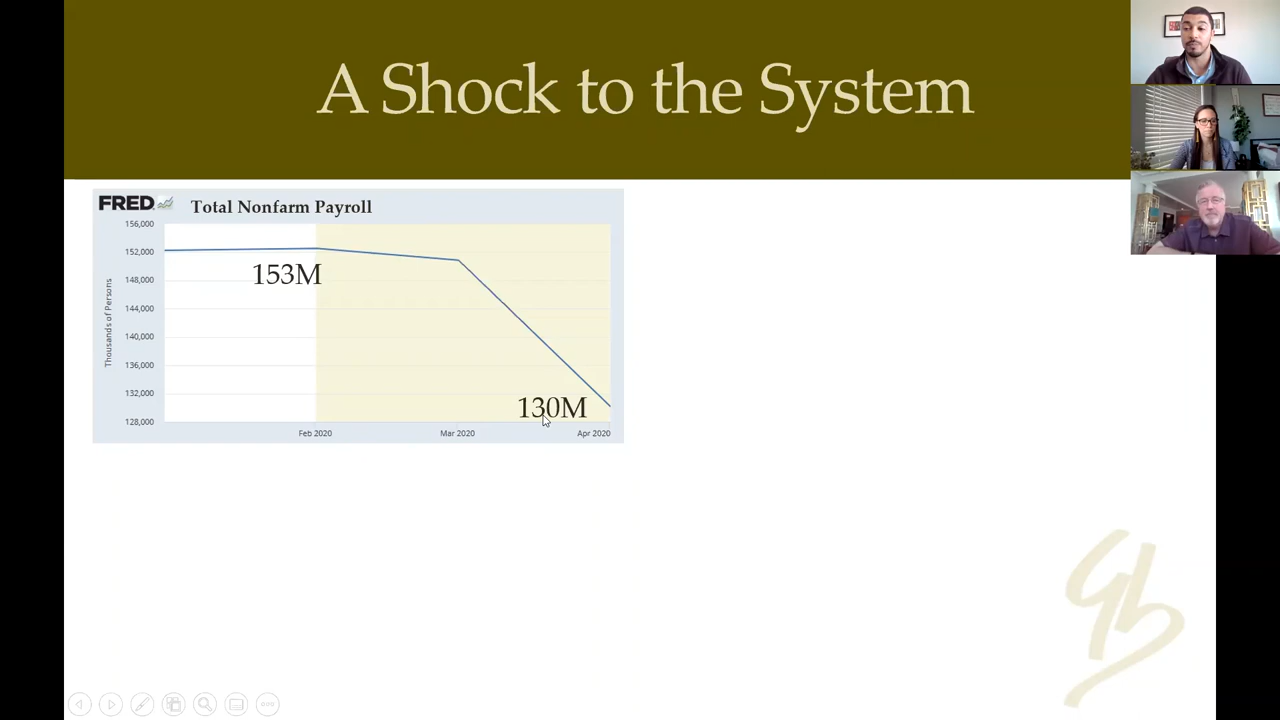 A Shock to the System
FRED
Total Nonfarm Payroll
156,000
152,000
148,000
144,000
140,000
136,000
132,000
128,000
Thousands of Persons
153M
130M
Feb 2020
Mar 2020
Apr 2020